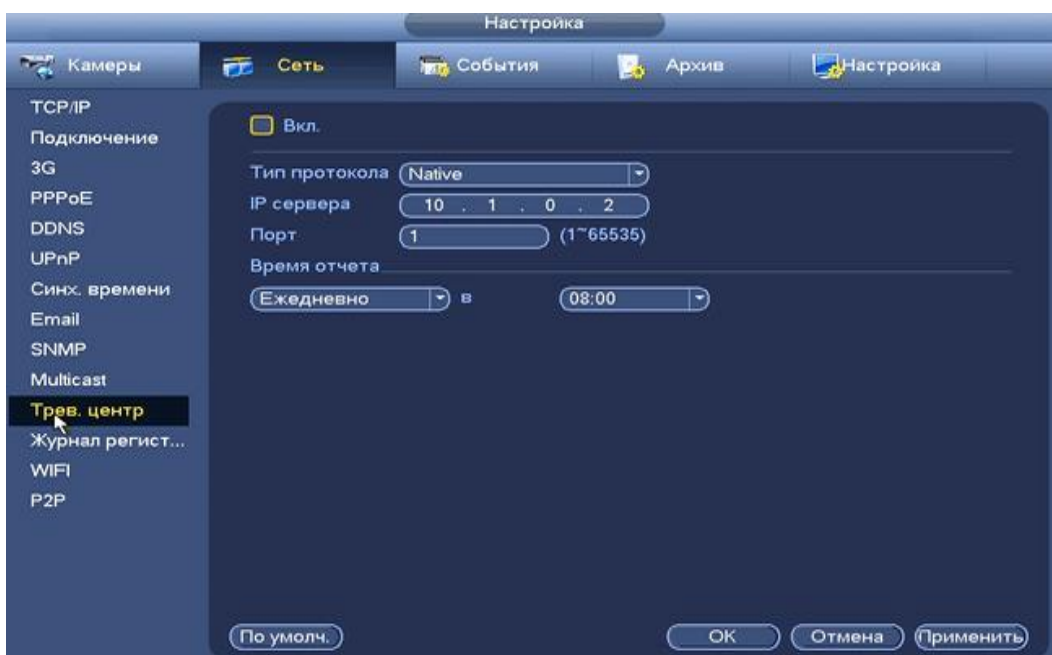 Настройка
Камеры
Сеть
События
Архив
Настройка
TCP/IP
Подключение
3G
PPPoE
DDNS
UPnP
Синх. времени
Email
SNMP
Multicast
Трев. центр
Журнал регист...
WIFI
P2P
Вкл.
Тип протокола Native
IP сервера 10 . 1 . 0 . 2
Порт 1 (1~65535)
Время отчета
Ежедневно в 08:00
По умолч. OK Отмена Применить